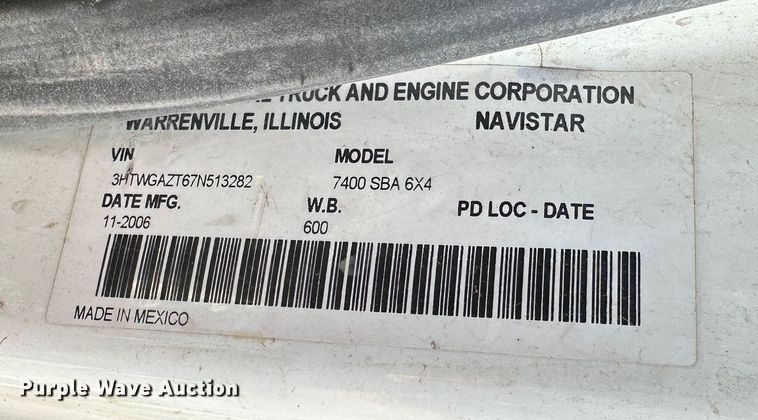 TRUCK AND ENGINE CORPORATION
WARRENVILLE, ILLINOIS NAVISTAR
VIN MODEL
3HTWGAZT67N513282 7400 SBA 6X4
DATE MFG. W.B. PD LOC - DATE
11-2006 600
MADE IN MEXICO
Purple Wave Auction